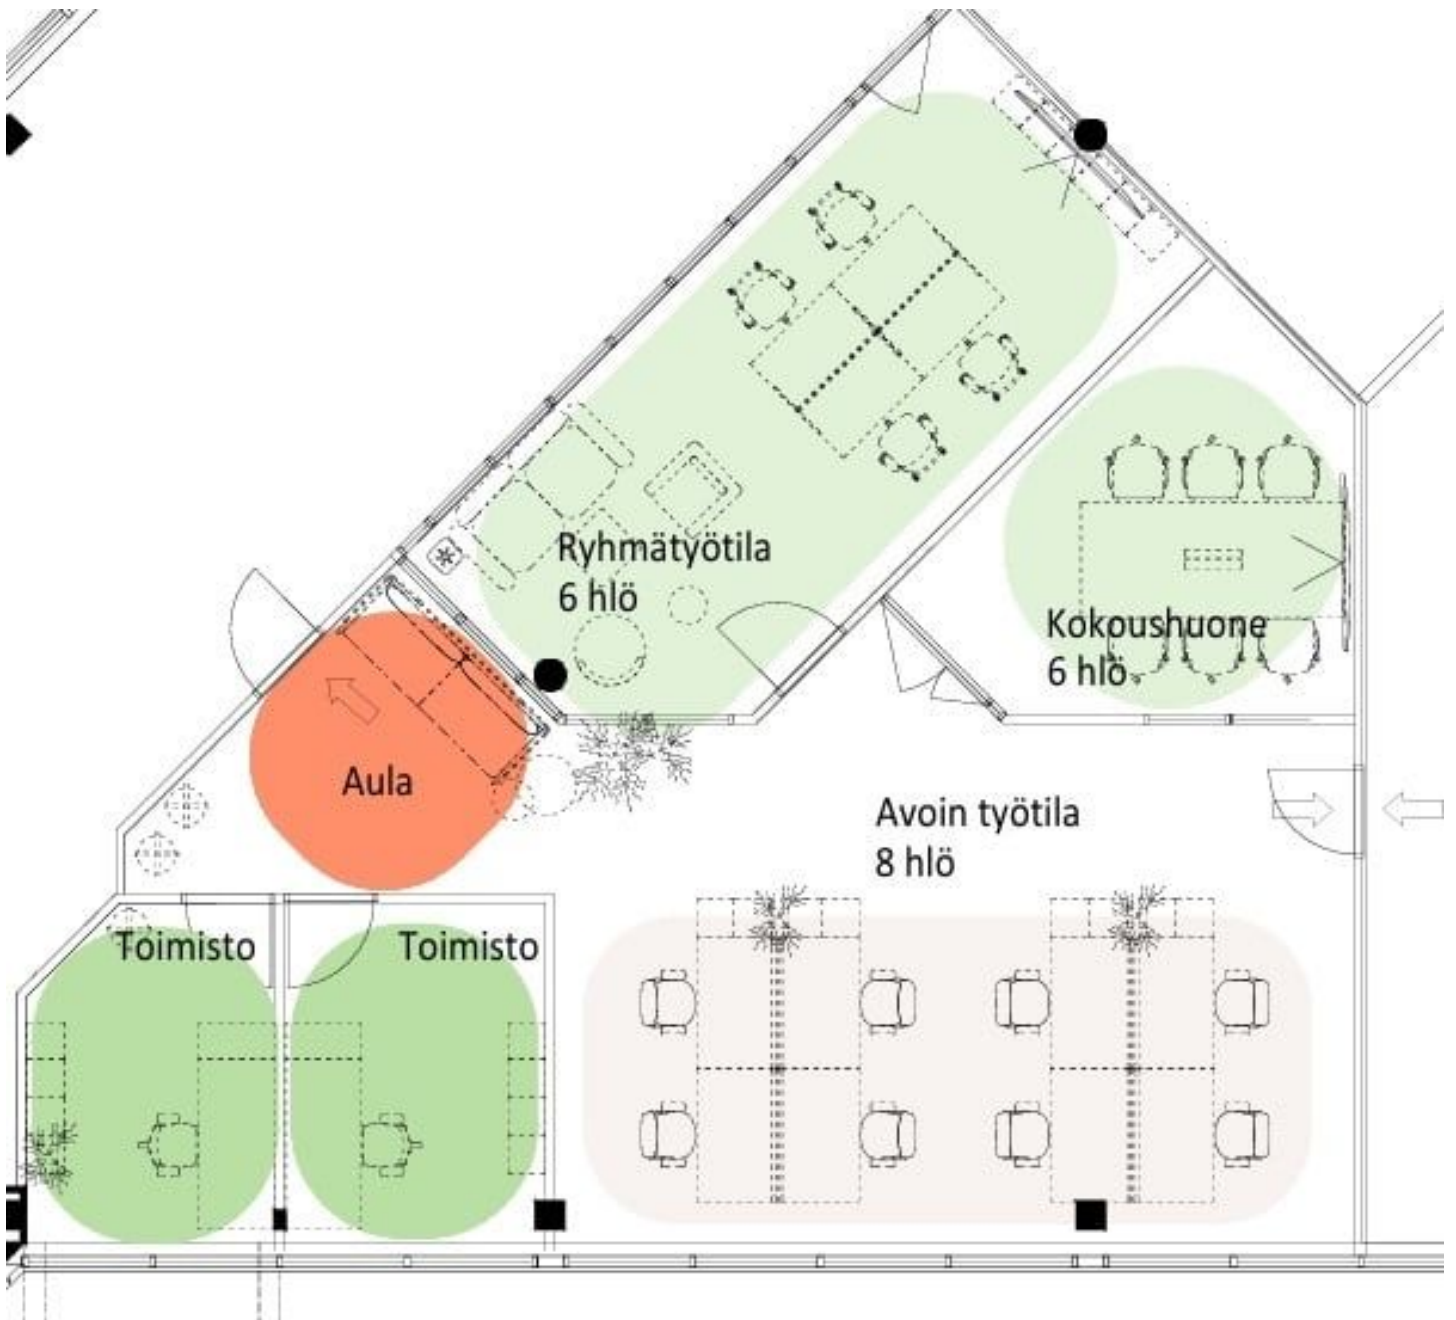 Ryhmätyötila
6 hlö
Kokoushuone
6 hlö
Aula
Avoin työtila
8 hlö
Toimisto
Toimisto